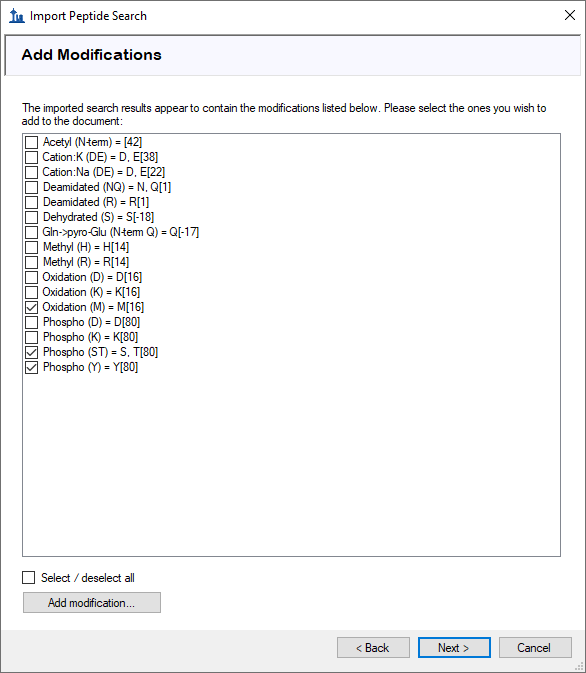 Import Peptide Search
Add Modifications
The imported search results appear to contain the modifications listed below. Please select the ones you wish to
add to the document:
Acetyl (N-term) = [42]
Cation:K (DE) = D, E[38]
Cation:Na (DE) = D, E[22]
Deamidated (NQ) = N, Q[1]
Deamidated (R) = R[1]
Dehydrated (S) = S[-18]
Gln->pyro-Glu (N-term Q) = Q[-17]
Methyl (H) = H[14]
Methyl (R) = R[14]
Oxidation (D) = D[16]
Oxidation (K) = K[16]
Oxidation (M) = M[16]
Phospho (D) = D[80]
Phospho (K) = K[80]
Phospho (ST) = S, T[80]
Phospho (Y) = Y[80]
Select / deselect all
Add modification...
< Back
Next >
Cancel